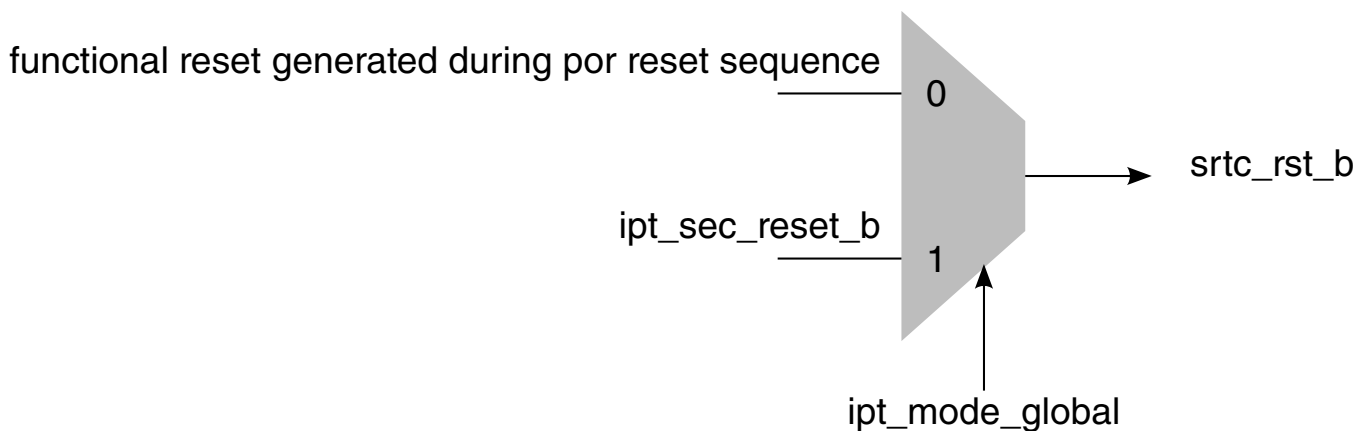 functional reset generated during por reset sequence
0
srtc_rst_b
ipt_sec_reset_b
1
ipt_mode_global